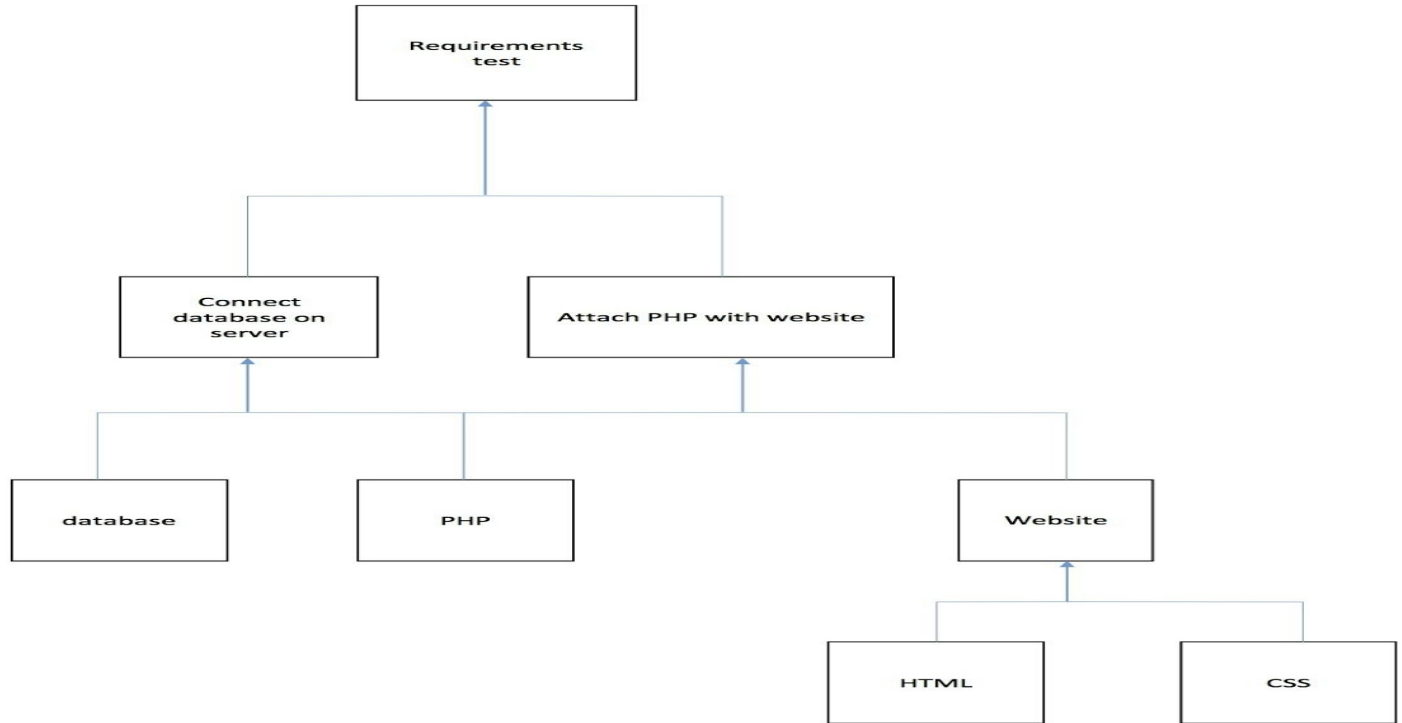 Requirements
test
Connect
database on
server
Attach PHP with website
database
PHP
Website
HTML
CSS